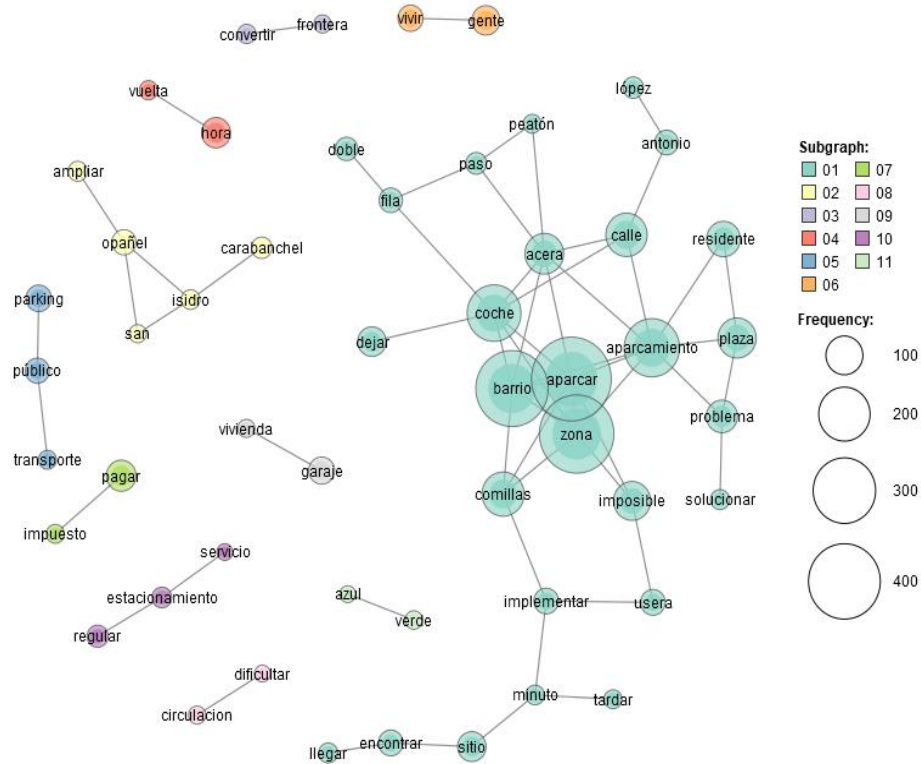 convertir
frontera
vivir
gente
vuelta
hora
lópez
peatón
antonio
doble
paso
ampliar
fila
opañel
carabanchel
acera
calle
residente
isidro
parking
san
coche
dejar
aparcamiento
plaza
público
barrio
aparcar
problema
vivienda
zona
transporte
garaje
pagar
comillas
imposible
solucionar
impuesto
servicio
estacionamiento
azul
verde
implementar
usera
regular
dificultar
circulacion
minuto
tardar
llegar
encontrar
sitio
Subgraph:
01 07
02 08
03 09
04 10
05 11
06
Frequency:
100
200
300
400